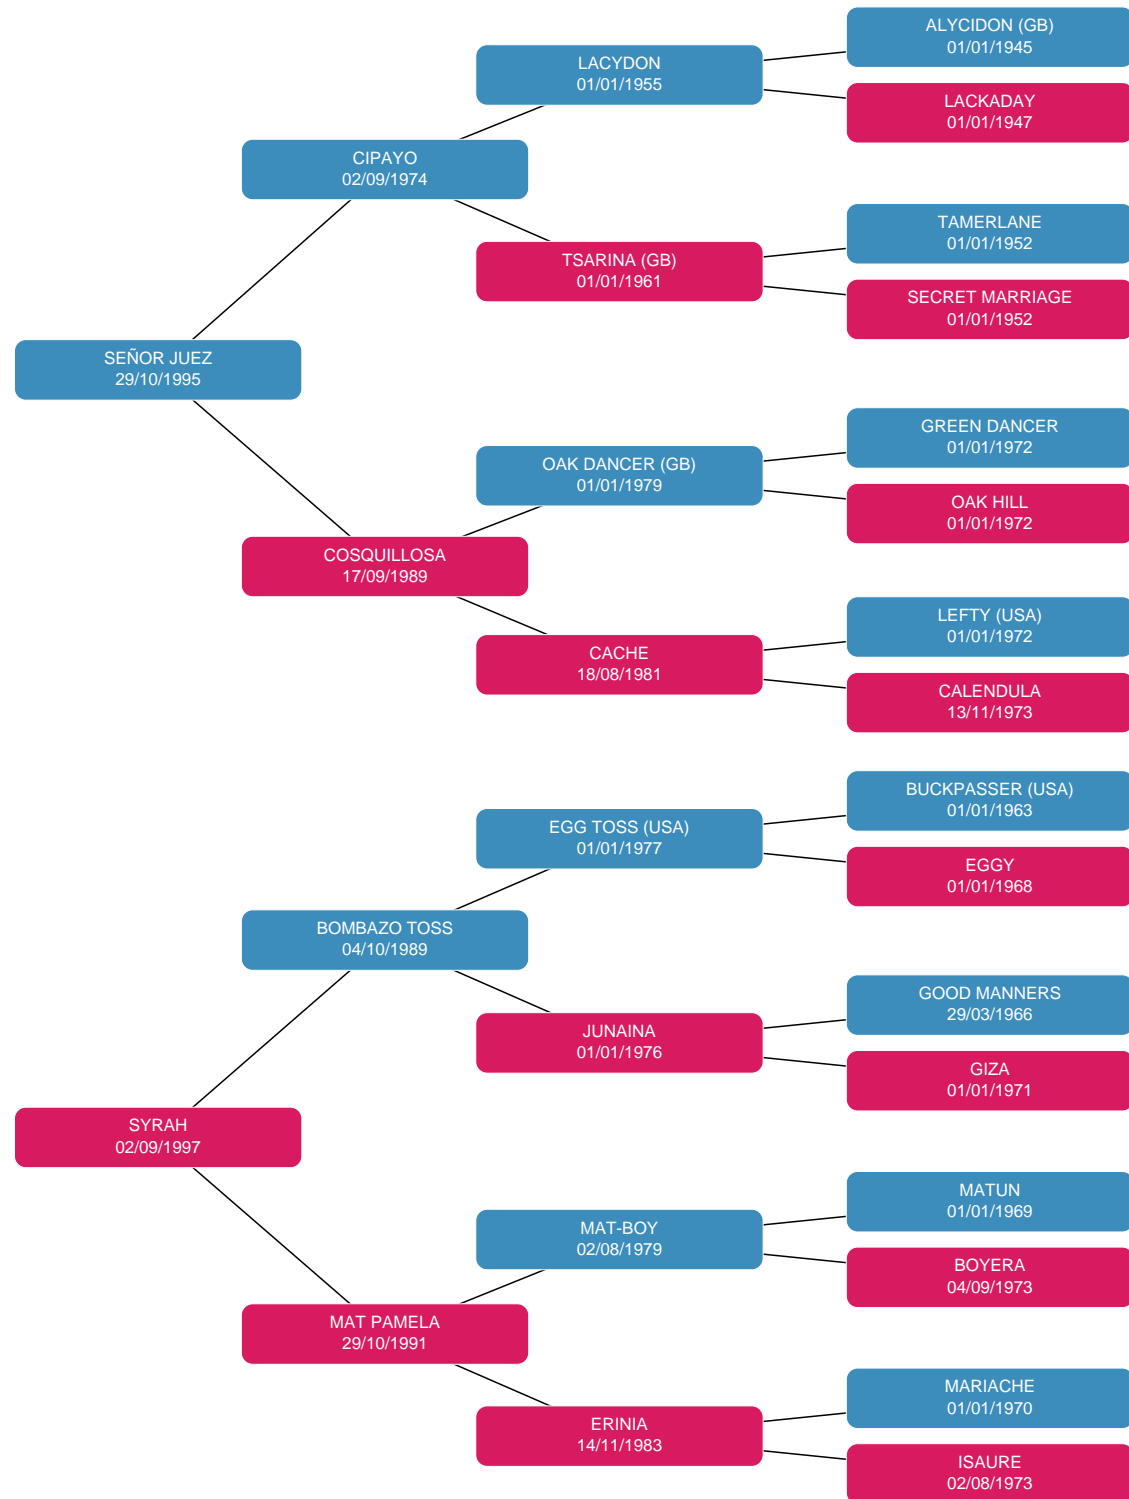 ALYCIDON (GB)
01/01/1945
LACYDON
01/01/1955
LACKADAY
01/01/1947
CIPAYO
02/09/1974
TAMERLANE
01/01/1952
TSARINA (GB)
01/01/1961
SECRET MARRIAGE
01/01/1952
SEÑOR JUEZ
29/10/1995
GREEN DANCER
01/01/1972
OAK DANCER (GB)
01/01/1979
OAK HILL
01/01/1972
COSQUILLOSA
17/09/1989
LEFTY (USA)
01/01/1972
CACHE
18/08/1981
CALENDULA
13/11/1973
BUCKPASSER (USA)
01/01/1963
EGG TOSS (USA)
01/01/1977
EGGY
01/01/1968
BOMBAZO TOSS
04/10/1989
GOOD MANNERS
29/03/1966
JUNAINA
01/01/1976
GIZA
01/01/1971
SYRAH
02/09/1997
MATUN
01/01/1969
MAT-BOY
02/08/1979
BOYERA
04/09/1973
MAT PAMELA
29/10/1991
MARIACHE
01/01/1970
ERINIA
14/11/1983
ISAURE
02/08/1973